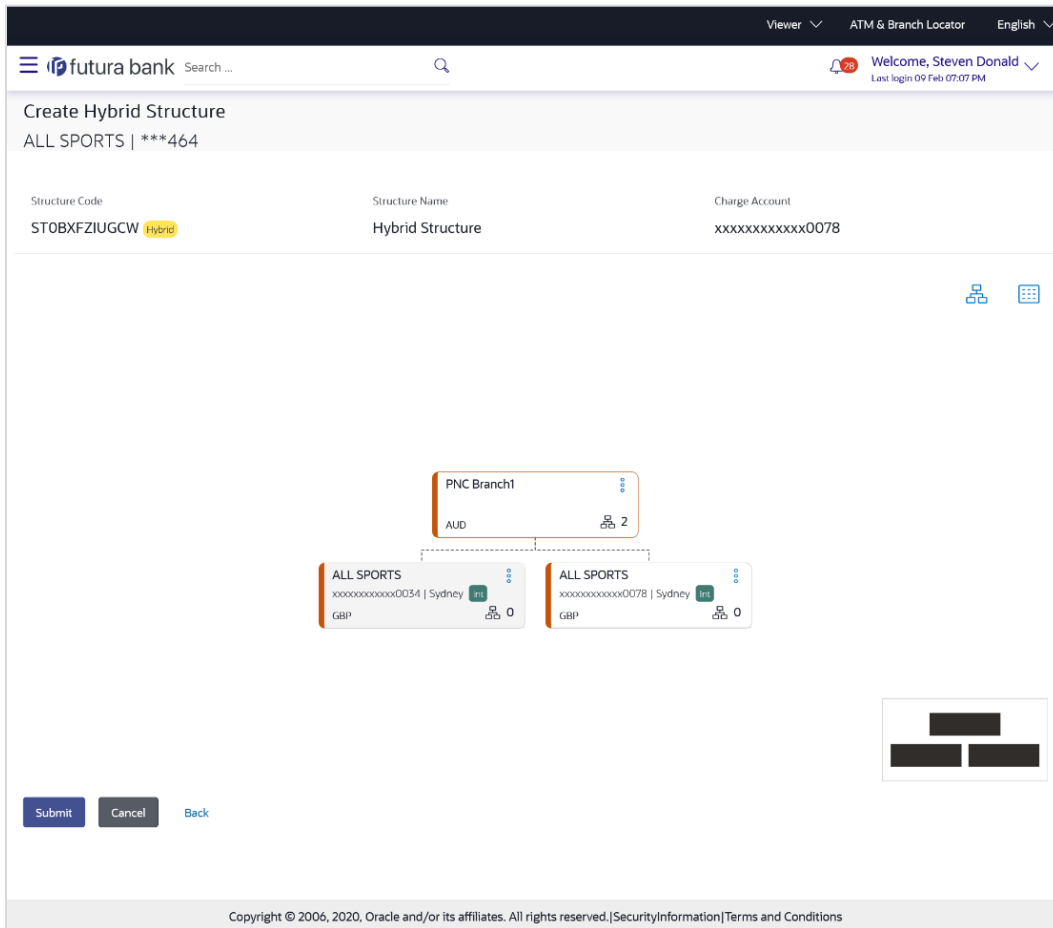 Viewer ATM & Branch Locator English
futura bank Search ... 28 Welcome, Steven Donald
Last login 09 Feb 07:07 PM
Create Hybrid Structure
ALL SPORTS | ***464
Structure Code Structure Name Charge Account
ST0BXFZIUGCW Hybrid Hybrid Structure xxxxxxxxxxxx0078
PNC Branch1
AUD 2
ALL SPORTS ALL SPORTS
xxxxxxxxxxxx0034 | Sydney Int xxxxxxxxxxxx0078 | Sydney Int
GBP 0 GBP 0
Submit Cancel Back
Copyright © 2006, 2020, Oracle and/or its affiliates. All rights reserved.|SecurityInformation|Terms and Conditions